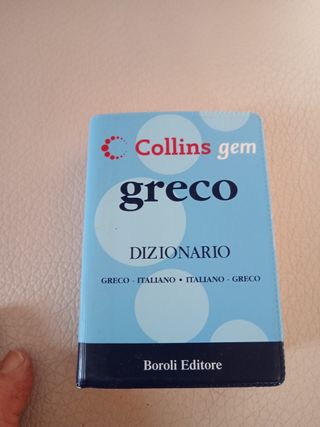 Collins gem
greco
DIZIONARIO
GRECO - ITALIANO • ITALIANO - GRECO
Boroli Editore